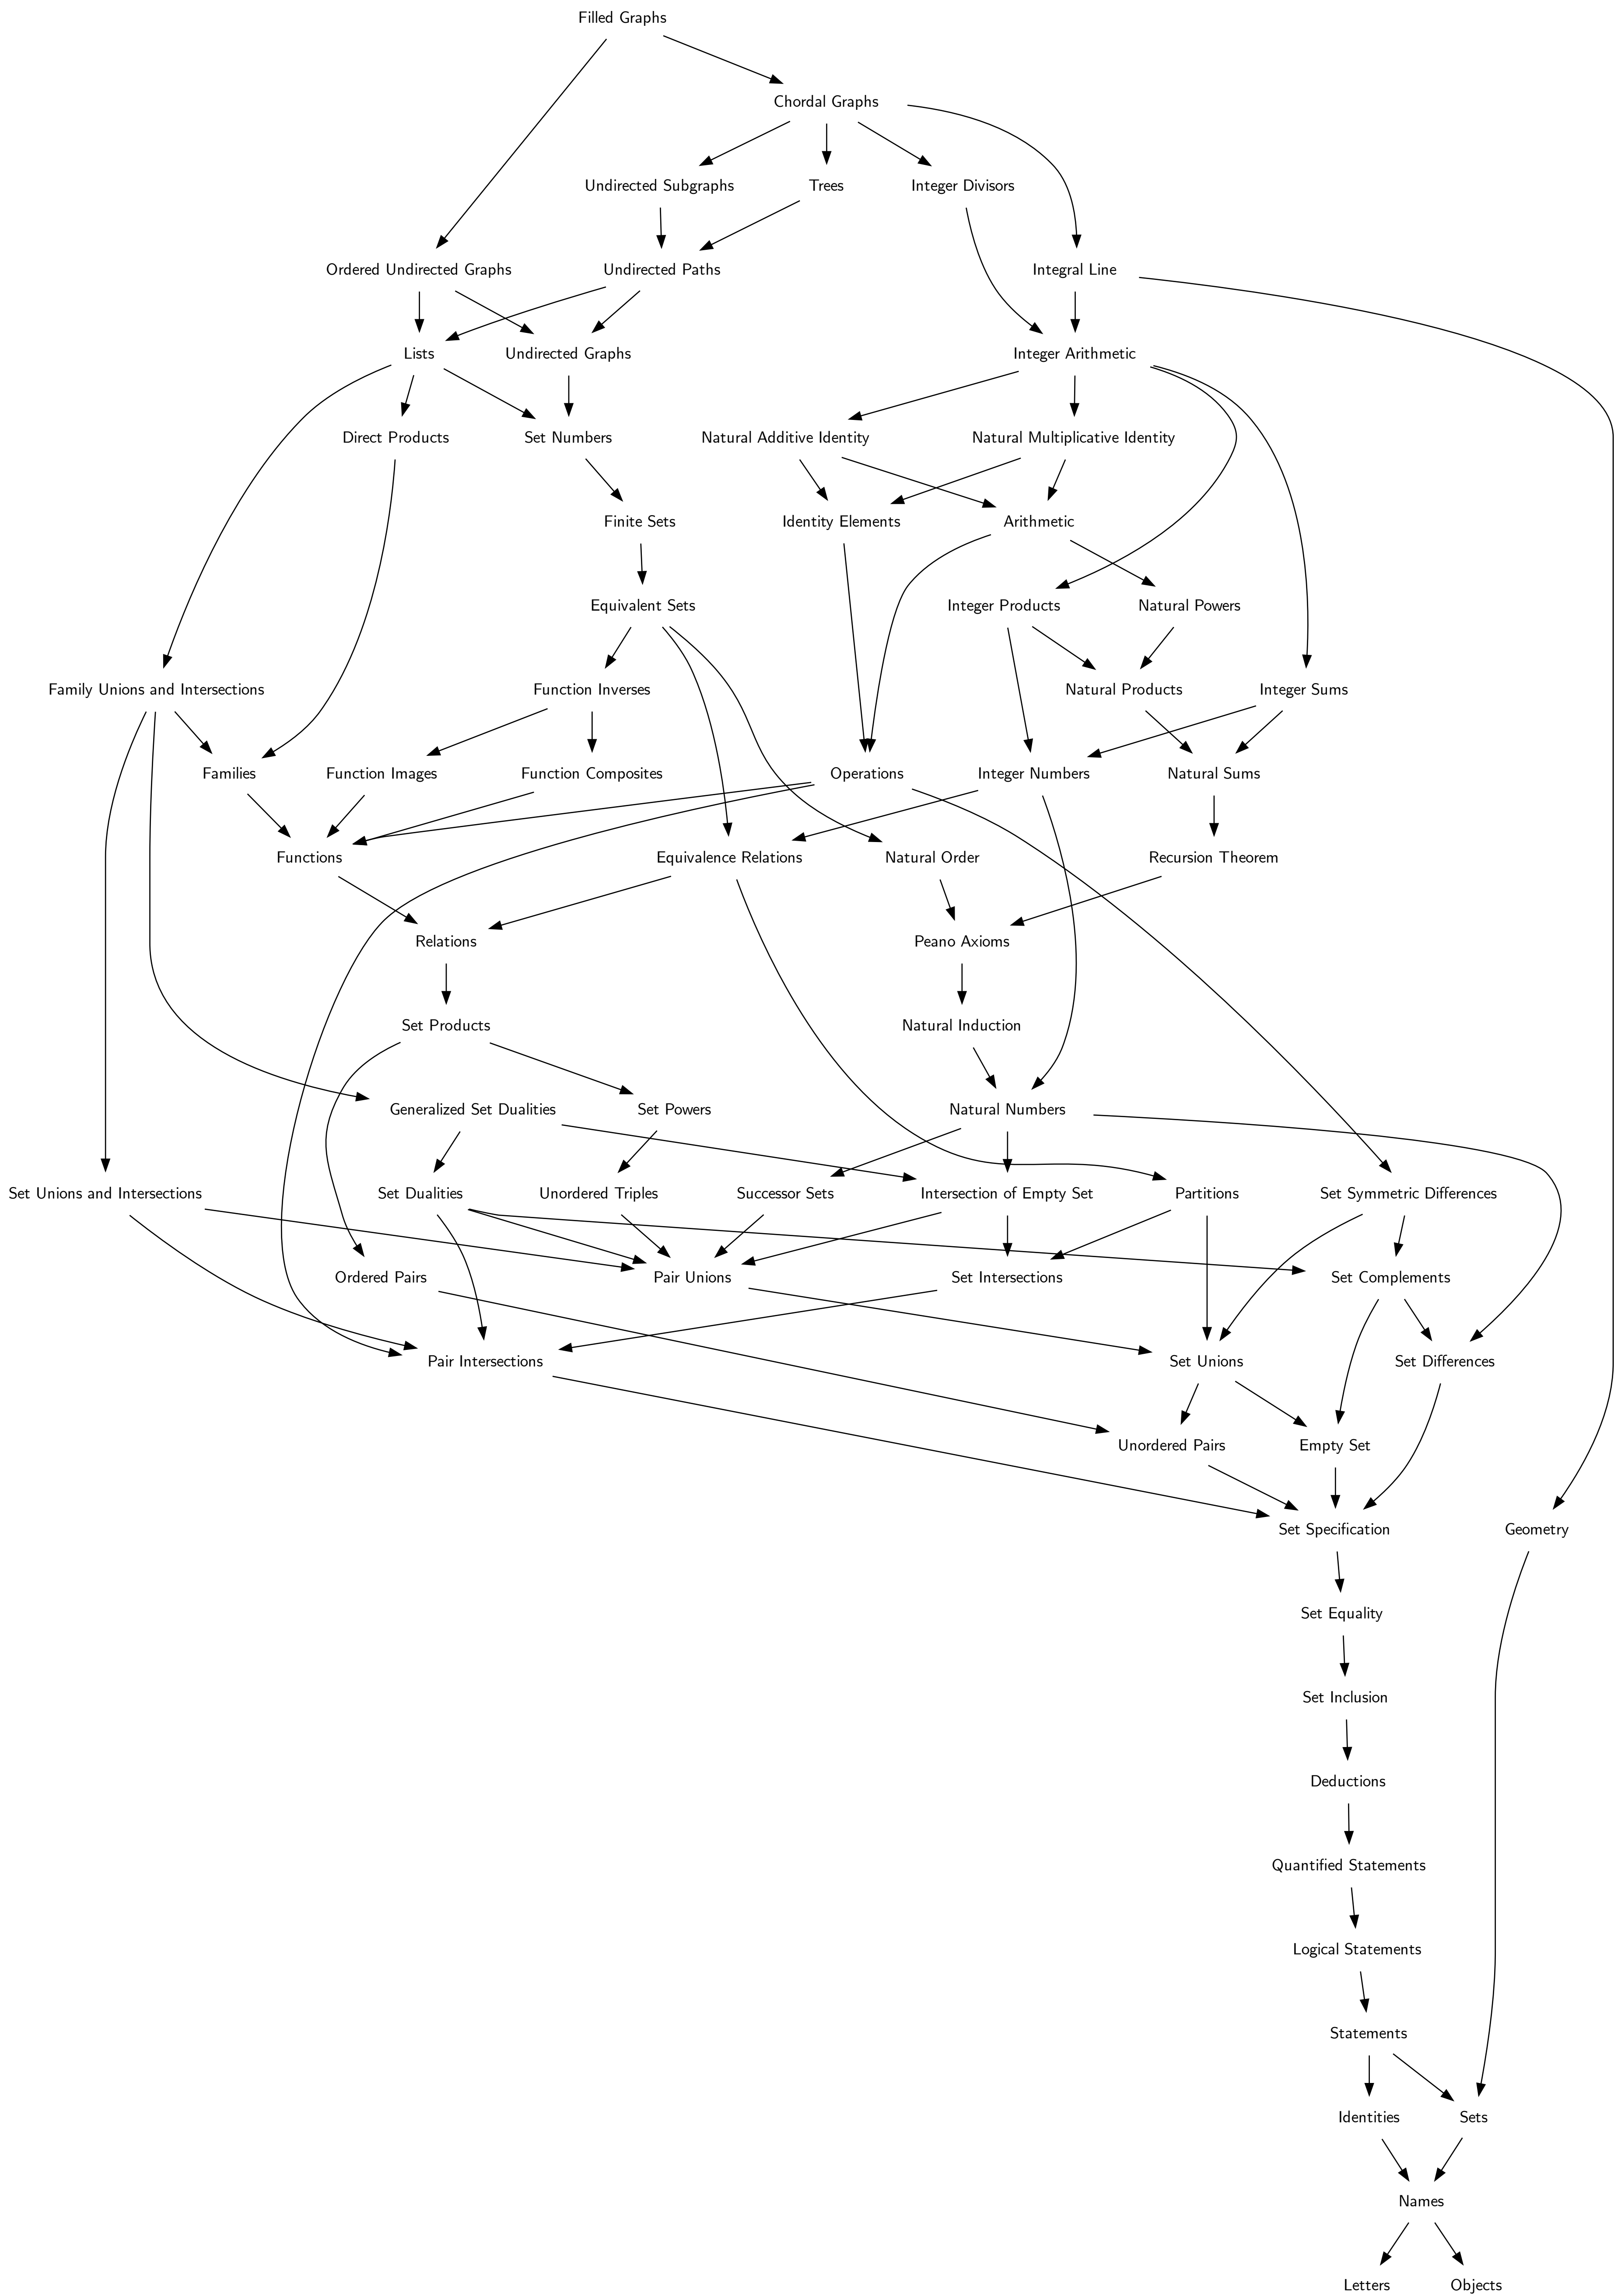 Filled Graphs
Chordal Graphs
Undirected Subgraphs
Trees
Integer Divisors
Ordered Undirected Graphs
Undirected Paths
Integral Line
Lists
Undirected Graphs
Integer Arithmetic
Direct Products
Set Numbers
Natural Additive Identity
Natural Multiplicative Identity
Finite Sets
Identity Elements
Arithmetic
Equivalent Sets
Integer Products
Natural Powers
Family Unions and Intersections
Function Inverses
Natural Products
Integer Sums
Families
Function Images
Function Composites
Operations
Integer Numbers
Natural Sums
Functions
Equivalence Relations
Natural Order
Recursion Theorem
Relations
Peano Axioms
Set Products
Natural Induction
Generalized Set Dualities
Set Powers
Natural Numbers
Set Unions and Intersections
Set Dualities
Unordered Triples
Successor Sets
Intersection of Empty Set
Partitions
Set Symmetric Differences
Ordered Pairs
Pair Unions
Set Intersections
Set Complements
Pair Intersections
Set Unions
Set Differences
Unordered Pairs
Empty Set
Set Specification
Geometry
Set Equality
Set Inclusion
Deductions
Quantified Statements
Logical Statements
Statements
Identities
Sets
Names
Letters
Objects